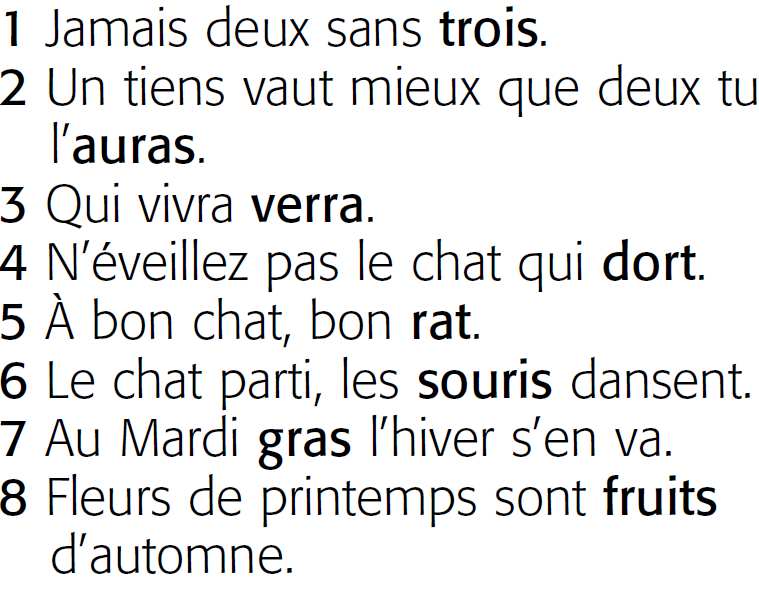 1 Jamais deux sans trois.
2 Un tiens vaut mieux que deux tu
l’auras.
3 Qui vivra verra.
4 N’éveillez pas le chat qui dort.
5 À bon chat, bon rat.
6 Le chat parti, les souris dansent.
7 Au Mardi gras l’hiver s’en va.
8 Fleurs de printemps sont fruits
d’automne.